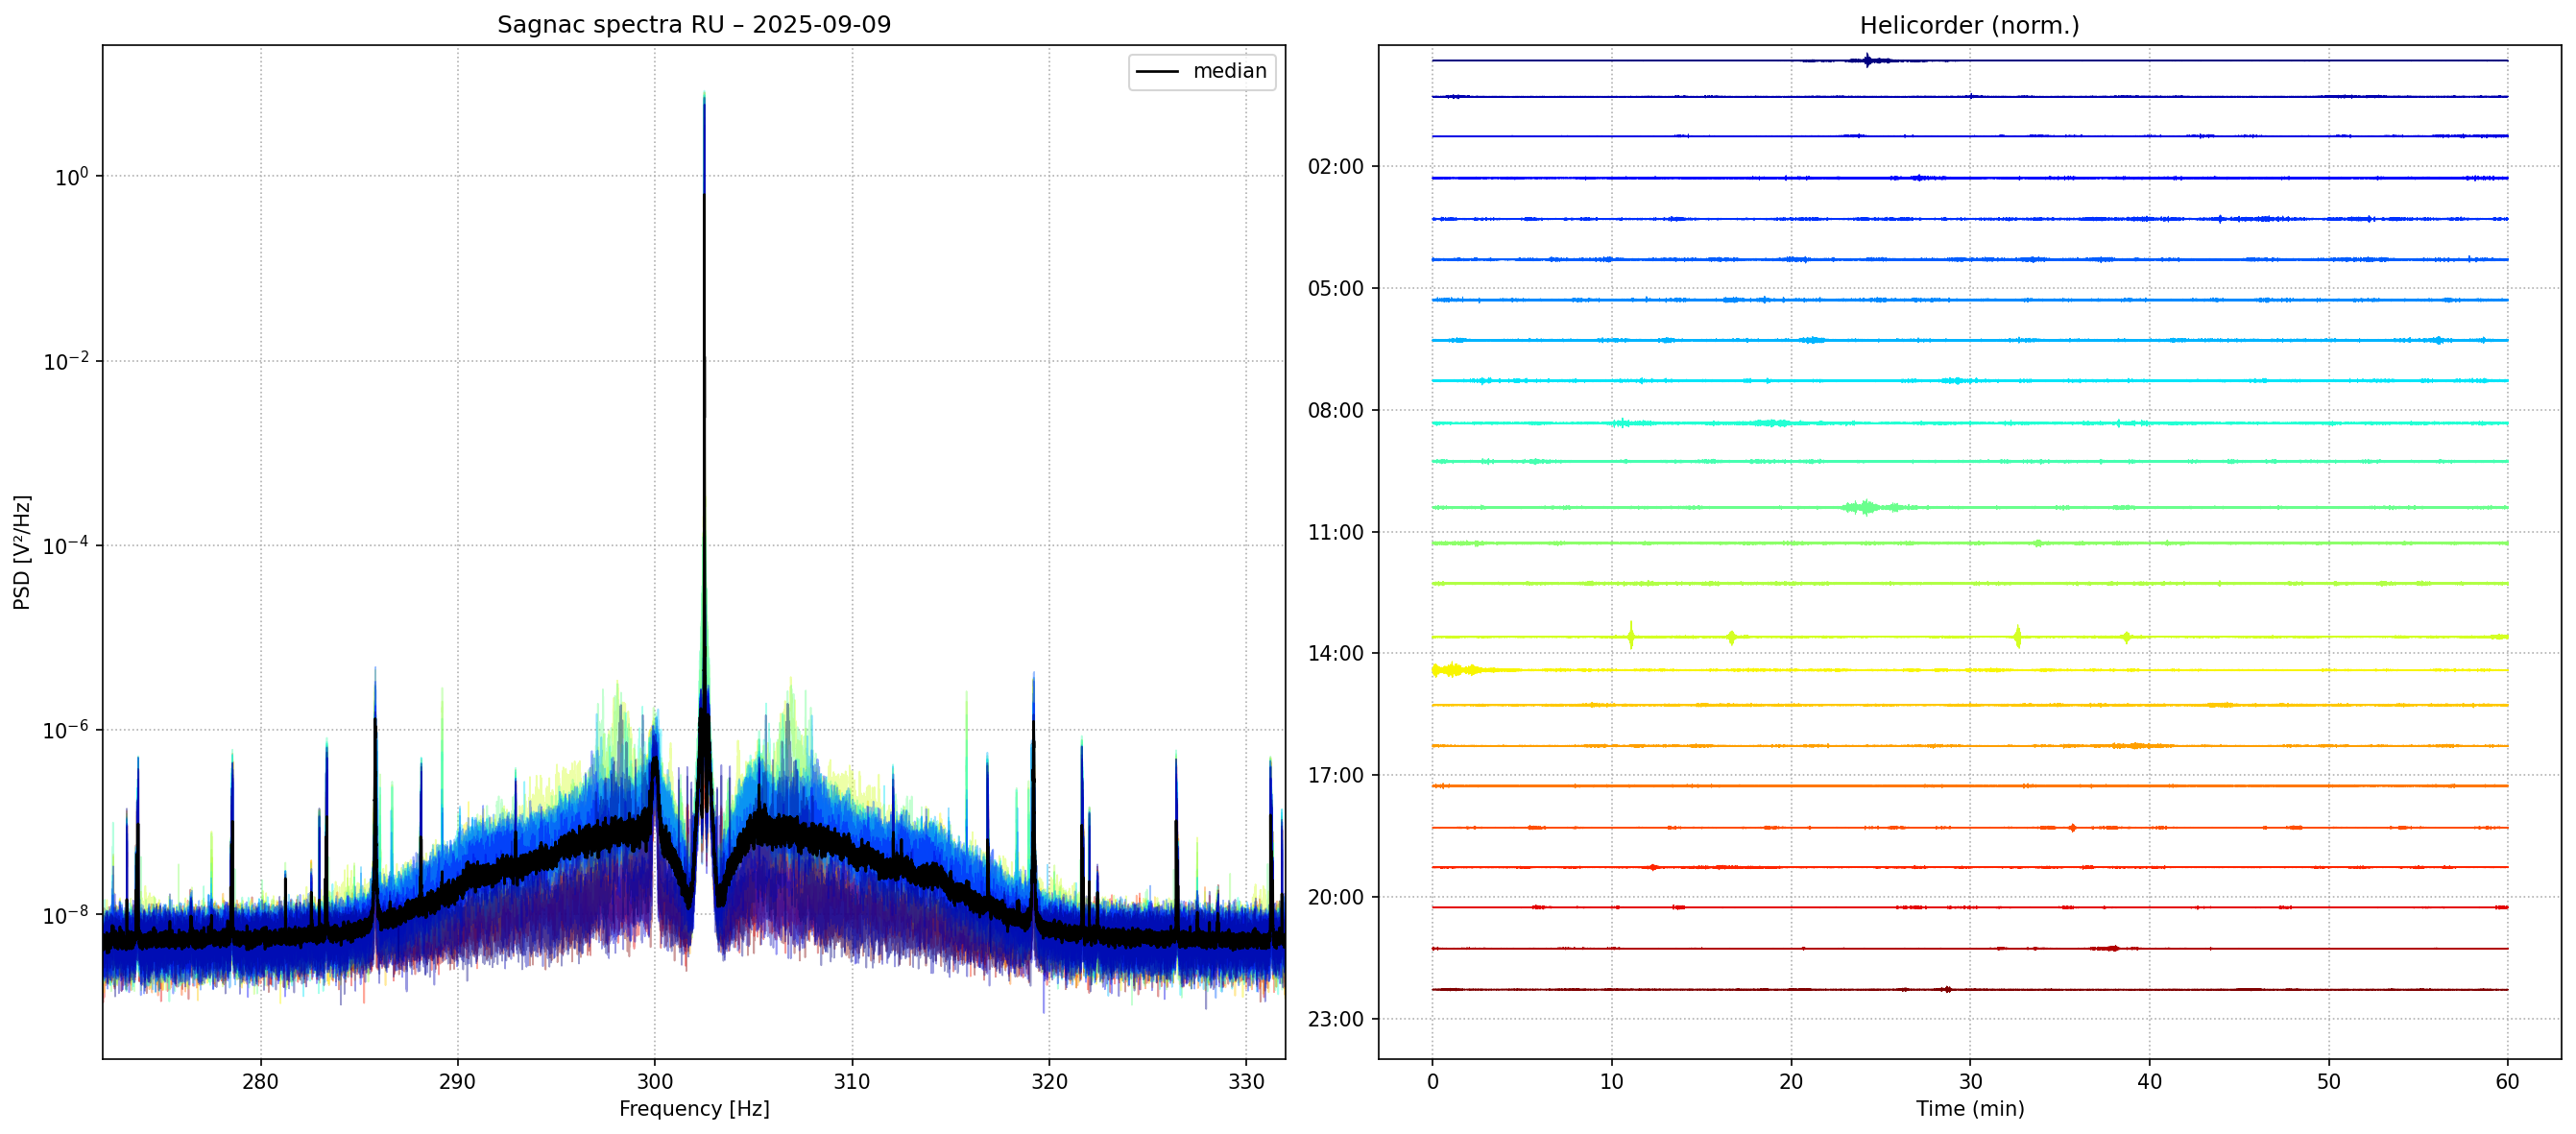 Sagnac spectra RU – 2025-09-09
median
PSD [V²/Hz]
10⁰
10⁻²
10⁻⁴
10⁻⁶
10⁻⁸
280 290 300 310 320 330
Frequency [Hz]
Helicorder (norm.)
02:00
05:00
08:00
11:00
14:00
17:00
20:00
23:00
0 10 20 30 40 50 60
Time (min)